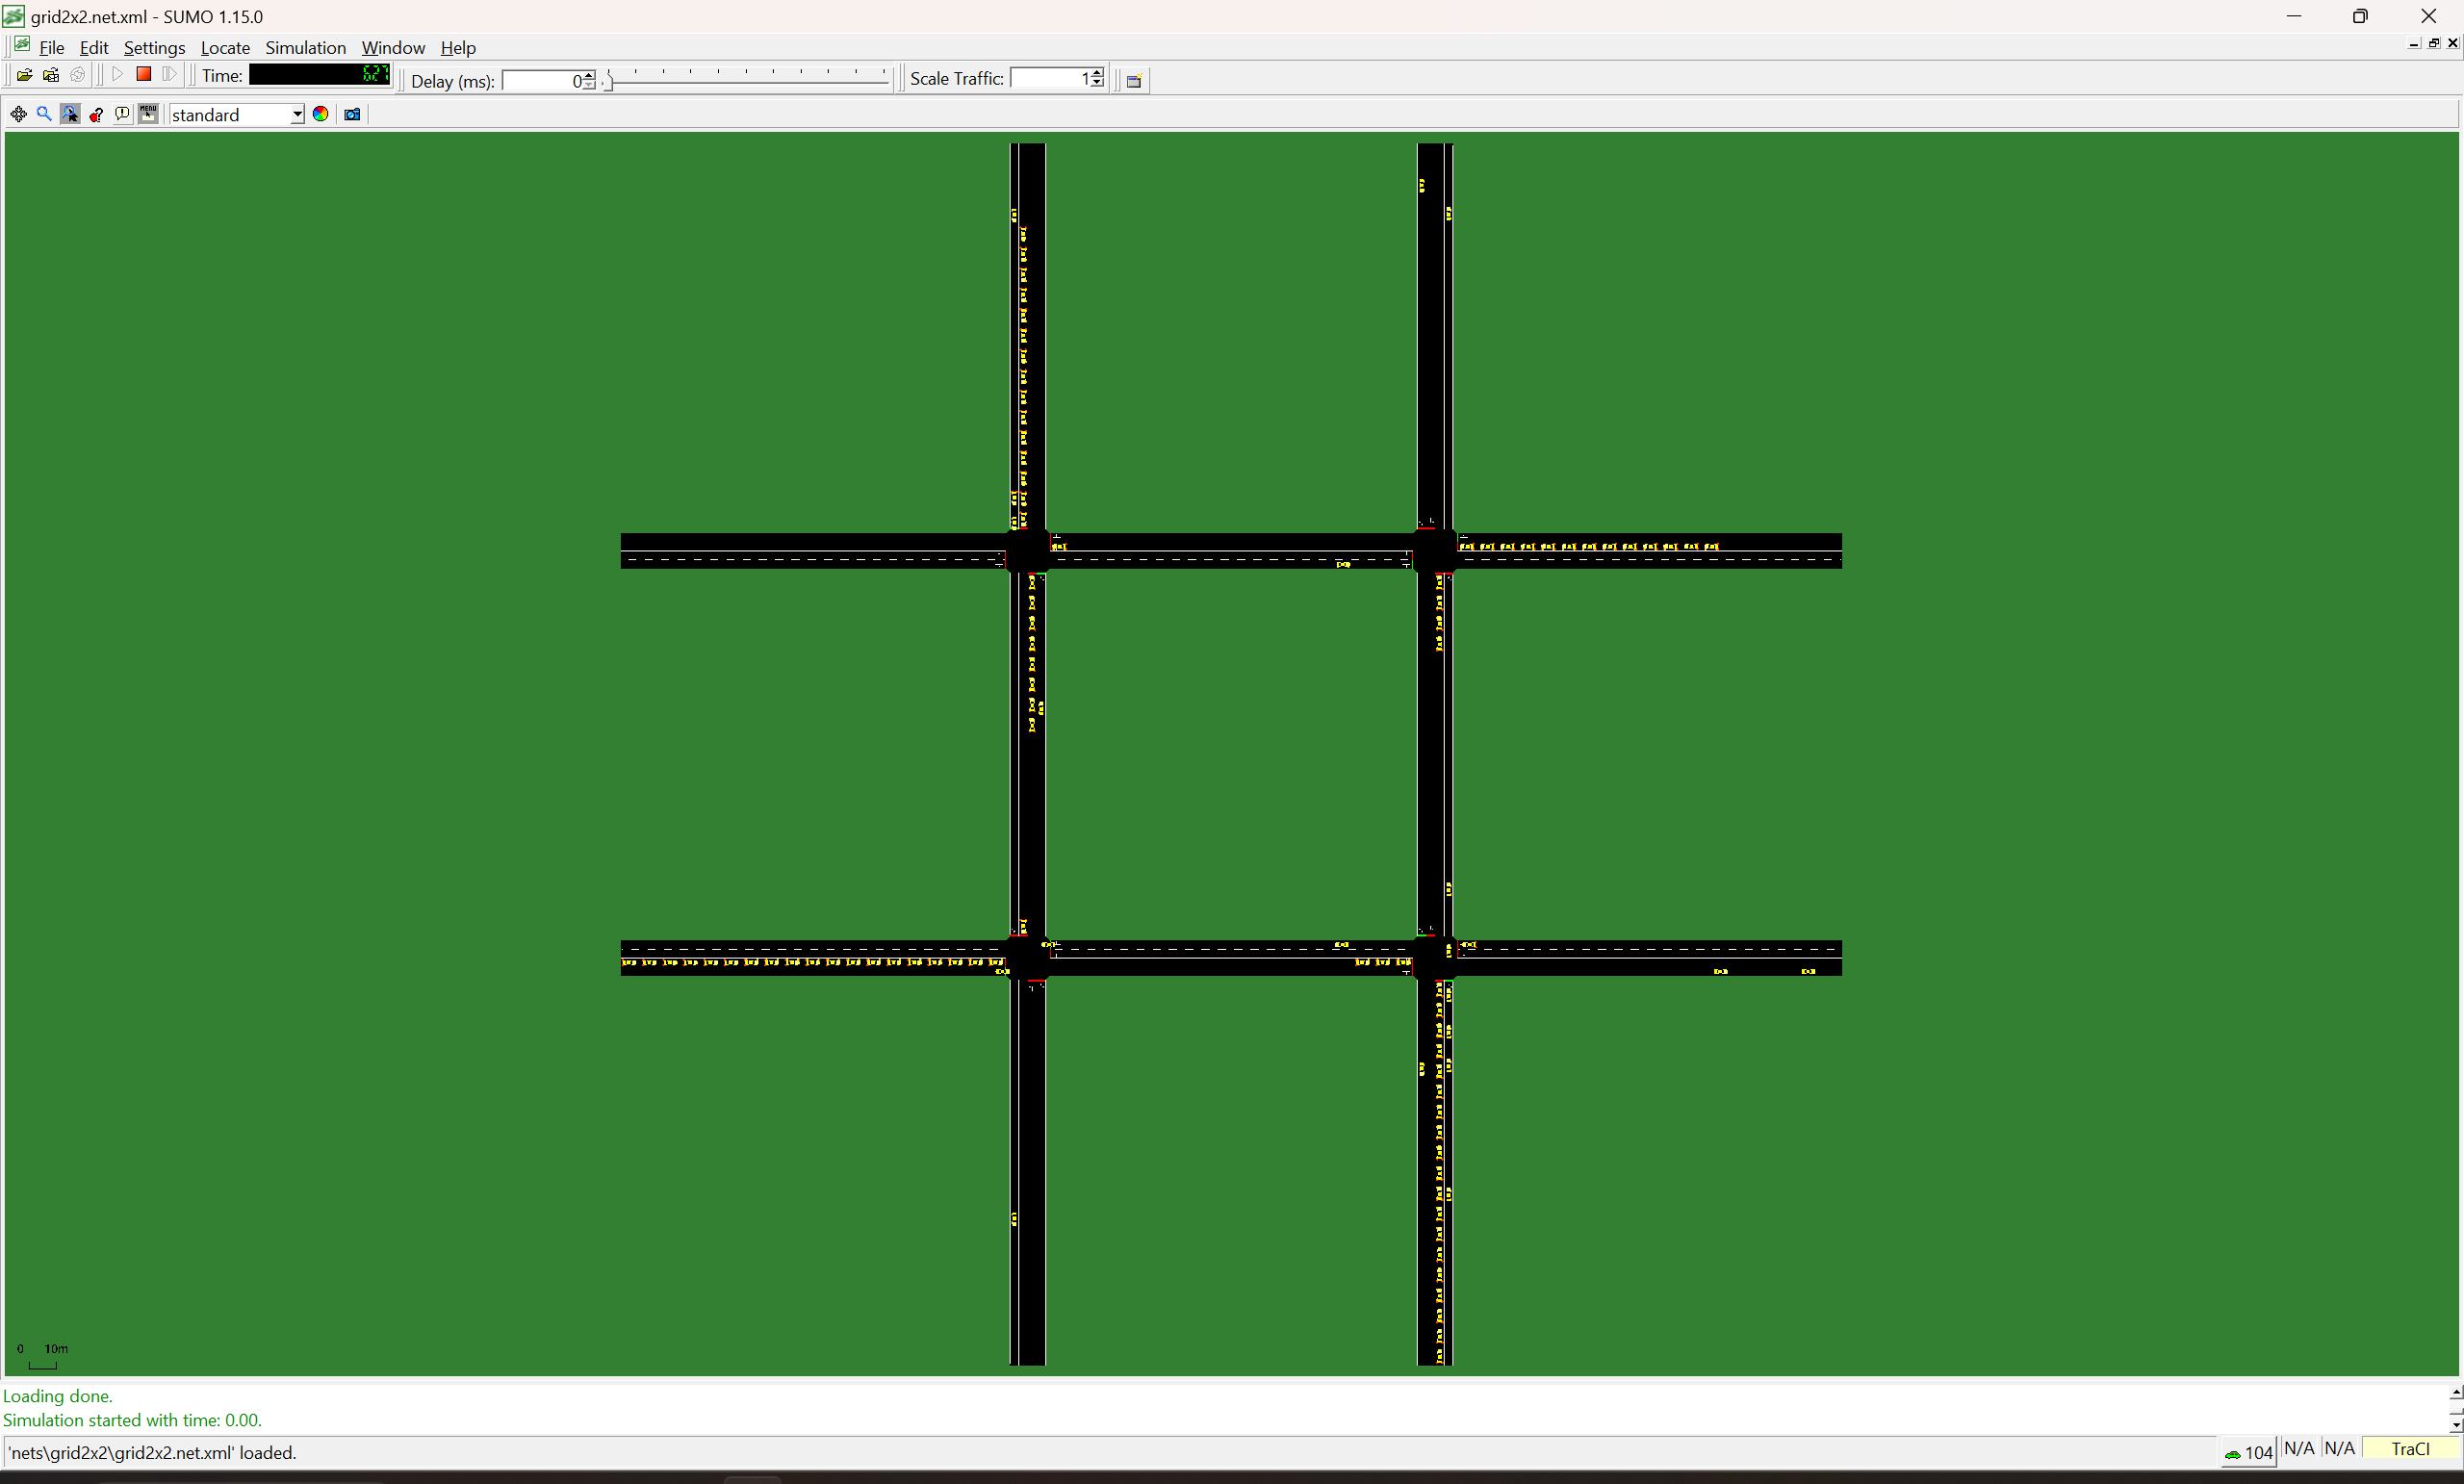 grid2x2.net.xml - SUMO 1.15.0
File Edit Settings Locate Simulation Window Help
Time: Delay (ms): 0 Scale Traffic: 1
MENU standard
0 10m
Loading done.
Simulation started with time: 0.00.
'nets\grid2x2\grid2x2.net.xml' loaded. 104 N/A N/A TraCI